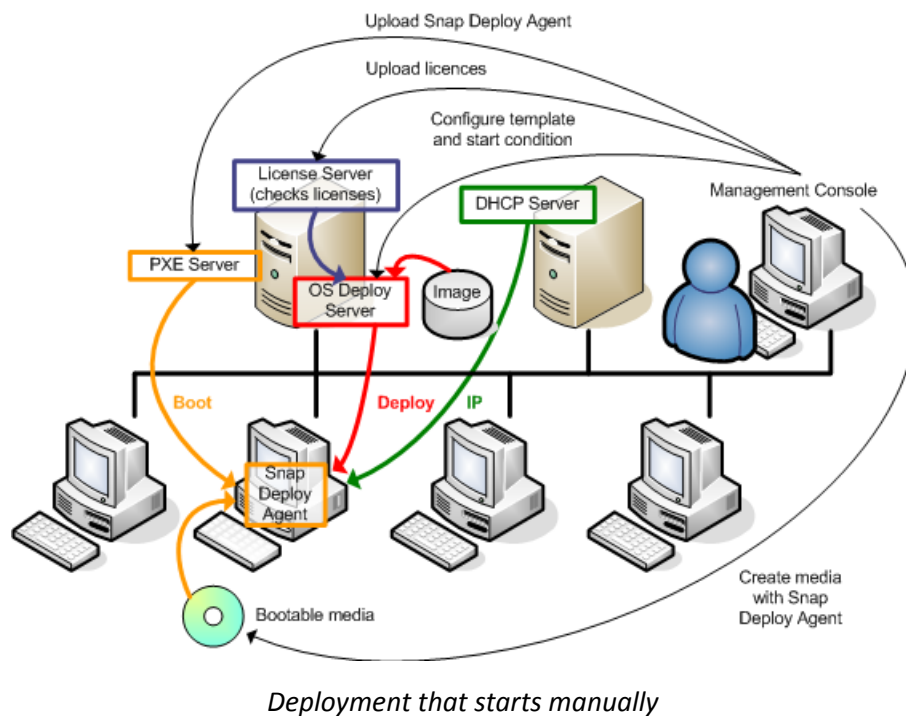 Upload Snap Deploy Agent
Upload licences
Configure template
and start condition
License Server
(checks licenses)
DHCP Server
Management Console
PXE Server
OS Deploy
Server
Image
Boot
Deploy
IP
Snap
Deploy
Agent
Bootable media
Create media
with Snap
Deploy Agent
Deployment that starts manually